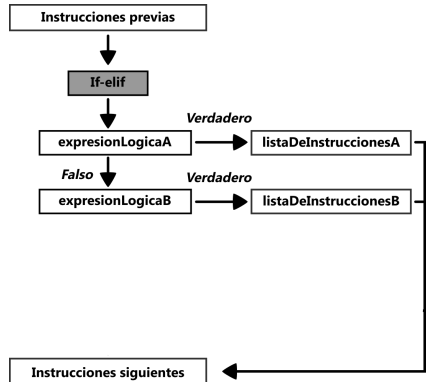 Instrucciones previas
If-elif
Verdadero
expresionLogicaA
listaDeInstruccionesA
Falso
Verdadero
expresionLogicaB
listaDeInstruccionesB
Instrucciones siguientes